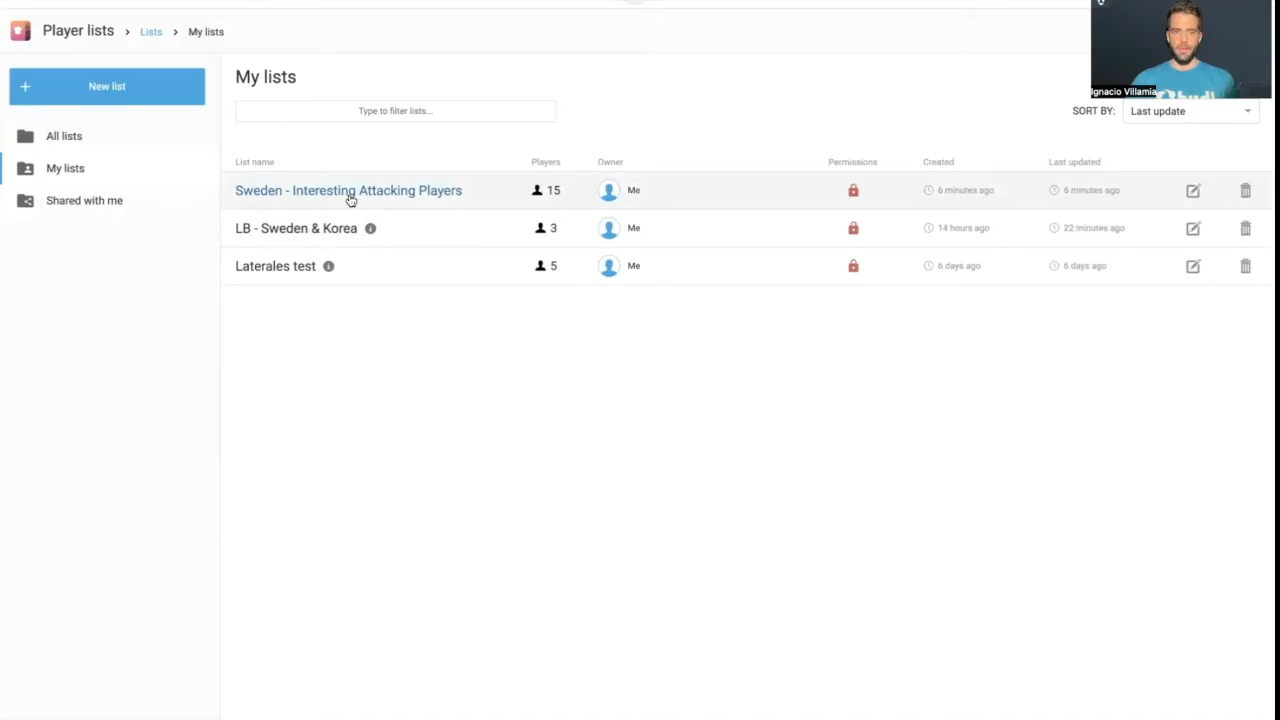 Player lists > Lists > My lists
+ New list
All lists
My lists
Shared with me
My lists
Type to filter lists...
SORT BY: Last update
Ignacio Villamia
List name Players Owner Permissions Created Last updated
Sweden - Interesting Attacking Players 15 Me 6 minutes ago 6 minutes ago
LB - Sweden & Korea 3 Me 14 hours ago 22 minutes ago
Laterales test 5 Me 6 days ago 6 days ago